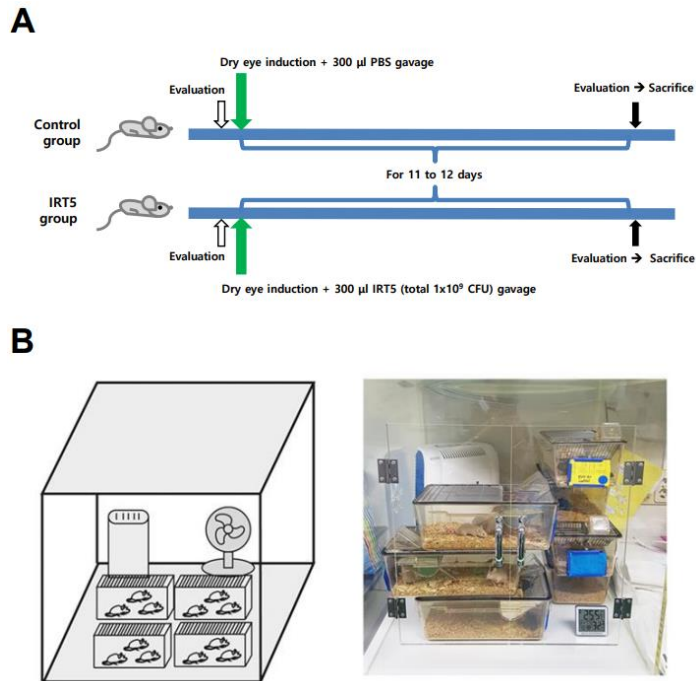 A
Dry eye induction + 300 µl PBS gavage
Evaluation
Evaluation → Sacrifice
Control
group
For 11 to 12 days
IRT5
group
Evaluation
Evaluation → Sacrifice
Dry eye induction + 300 µl IRT5 (total 1x10⁹ CFU) gavage
B